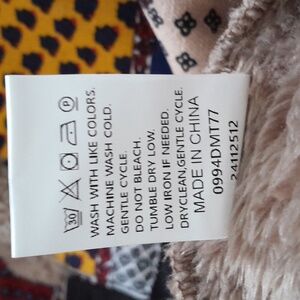 30
P
WASH WITH LIKE COLORS.
MACHINE WASH COLD.
GENTLE CYCLE.
DO NOT BLEACH.
TUMBLE DRY LOW.
LOW IRON IF NEEDED.
DRYCLEAN,GENTLE CYCLE.
MADE IN CHINA
0994DMT77
24112512